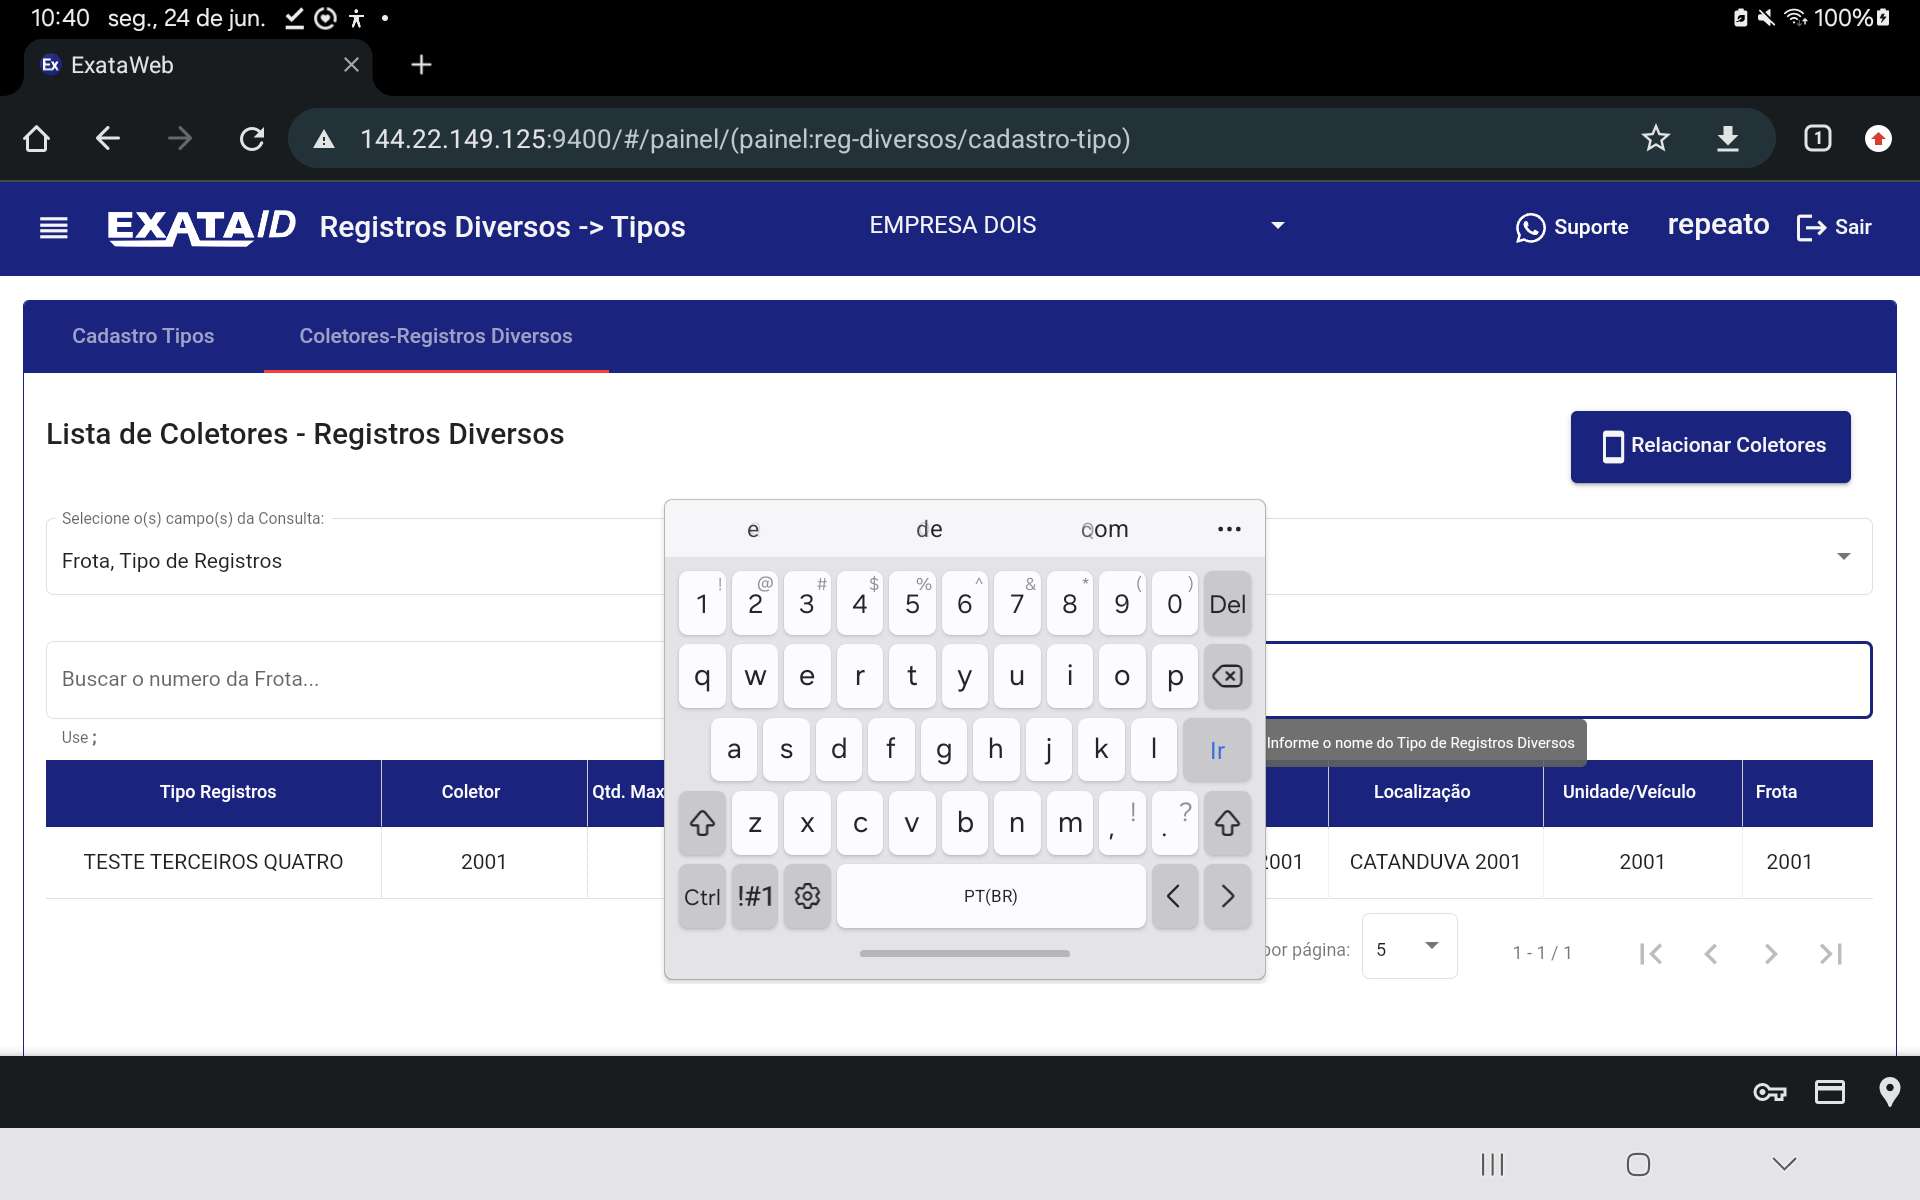 10:40 seg., 24 de jun. 100%
Ex ExataWeb
144.22.149.125:9400/#/painel/(painel:reg-diversos/cadastro-tipo) 1
EXATA/D Registros Diversos -> Tipos EMPRESA DOIS Suporte repeato Sair
Cadastro Tipos Coletores-Registros Diversos
Lista de Coletores - Registros Diversos
Relacionar Coletores
Selecione o(s) campo(s) da Consulta:
Frota, Tipo de Registros
Buscar o numero da Frota...
Use ;
Informe o nome do Tipo de Registros Diversos
Tipo Registros Coletor Qtd. Max Localização Unidade/Veículo Frota
TESTE TERCEIROS QUATRO 2001 2001 CATANDUVA 2001 2001 2001
por página: 5 1 - 1 / 1
e de com ...
! @ # $ % ^ & * ( )
1 2 3 4 5 6 7 8 9 0 Del
q w e r t y u i o p
a s d f g h j k l Ir
z x c v b n m , ! . ?
Ctrl !#1 PT(BR) < >